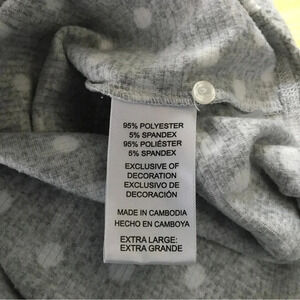 95% POLYESTER
5% SPANDEX
95% POLIÉSTER
5% SPANDEX
EXCLUSIVE OF
DECORATION
EXCLUSIVO DE
DECORACIÓN
MADE IN CAMBODIA
HECHO EN CAMBOYA
EXTRA LARGE:
EXTRA GRANDE